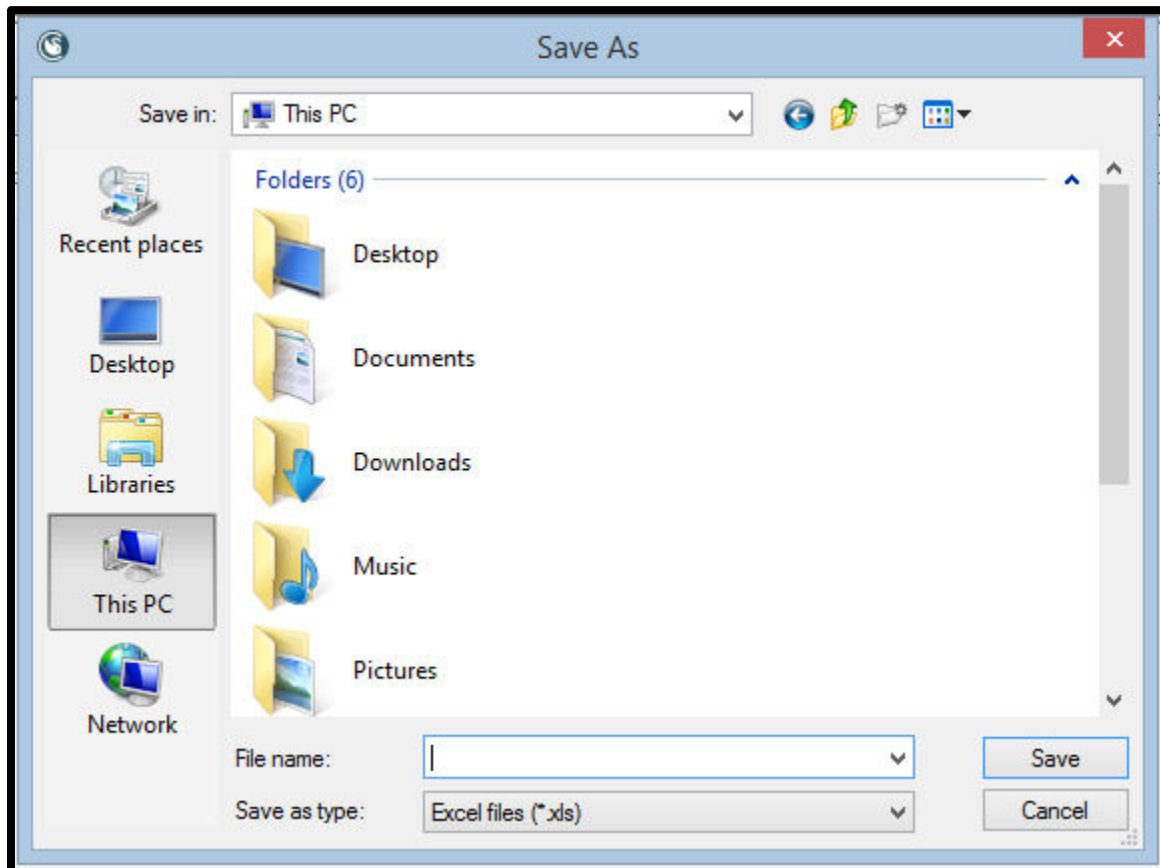 Save As
Save in: This PC
Folders (6)
Recent places
Desktop
Libraries
This PC
Network
Desktop
Documents
Downloads
Music
Pictures
File name:
Save
Save as type: Excel files (*.xls)
Cancel